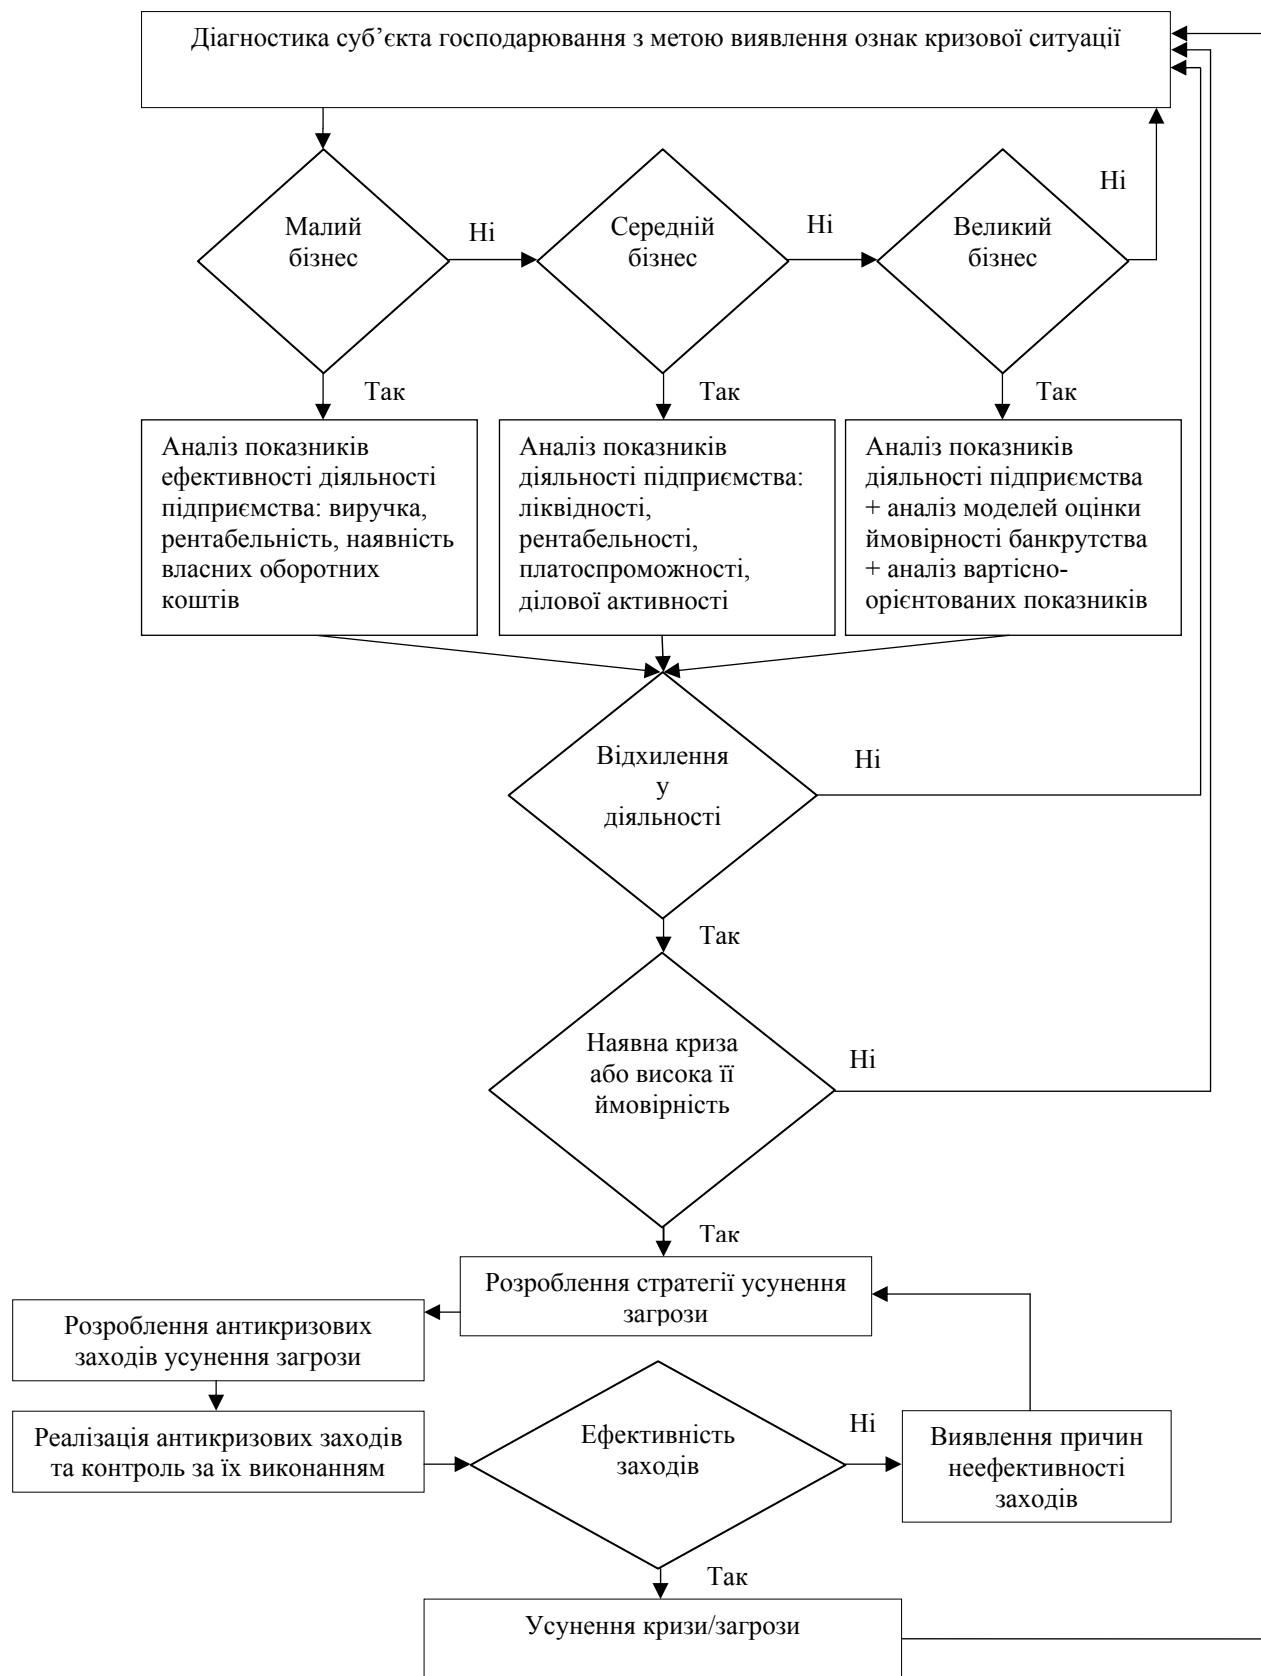 Діагностика суб’єкта господарювання з метою виявлення ознак кризової ситуації
Малий
бізнес
Ні
Середній
бізнес
Ні
Великий
бізнес
Ні
Так
Так
Так
Аналіз показників
ефективності діяльності
підприємства: виручка,
рентабельність, наявність
власних оборотних
коштів
Аналіз показників
діяльності підприємства:
ліквідності,
рентабельності,
платоспроможності,
ділової активності
Аналіз показників
діяльності підприємства
+ аналіз моделей оцінки
ймовірності банкрутства
+ аналіз вартісно-
орієнтованих показників
Відхилення
у
діяльності
Ні
Так
Наявна криза
або висока її
ймовірність
Ні
Так
Розроблення стратегії усунення
загрози
Розроблення антикризових
заходів усунення загрози
Реалізація антикризових заходів
та контроль за їх виконанням
Ефективність
заходів
Ні
Виявлення причин
неефективності
заходів
Так
Усунення кризи/загрози